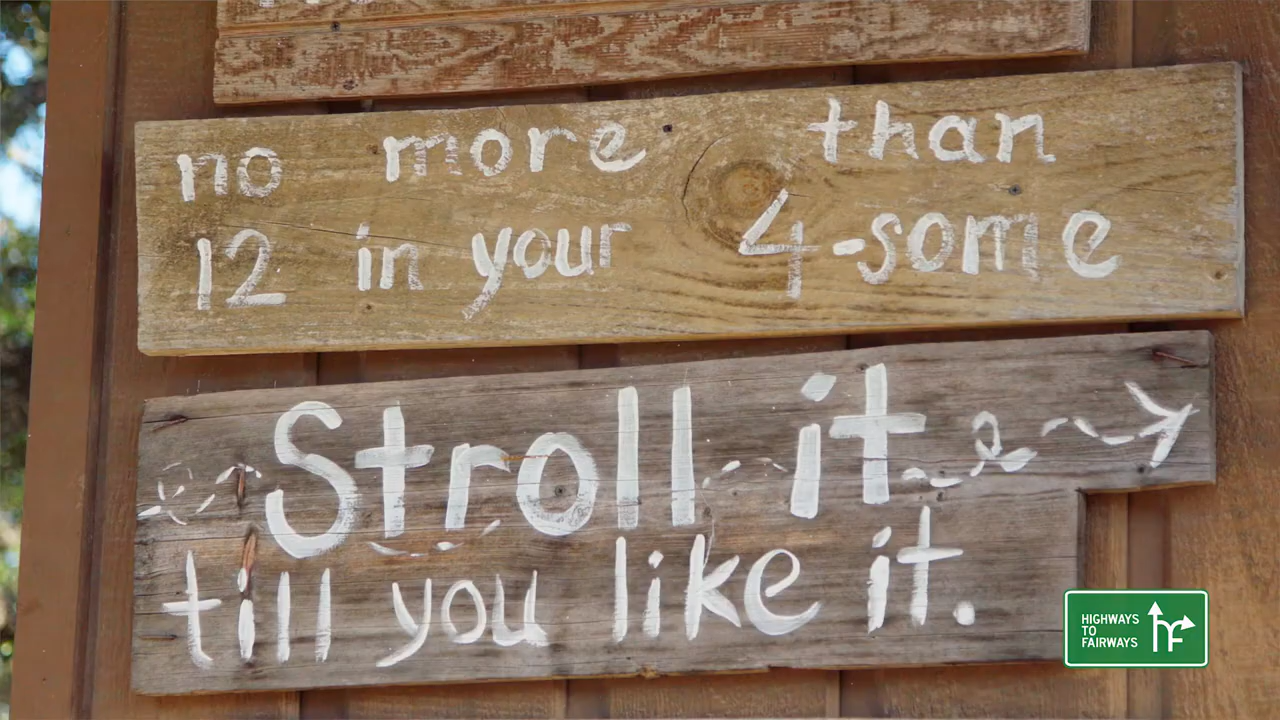 no more than
12 in your 4-some
Stroll it
till you like it.
HIGHWAYS
TO
FAIRWAYS